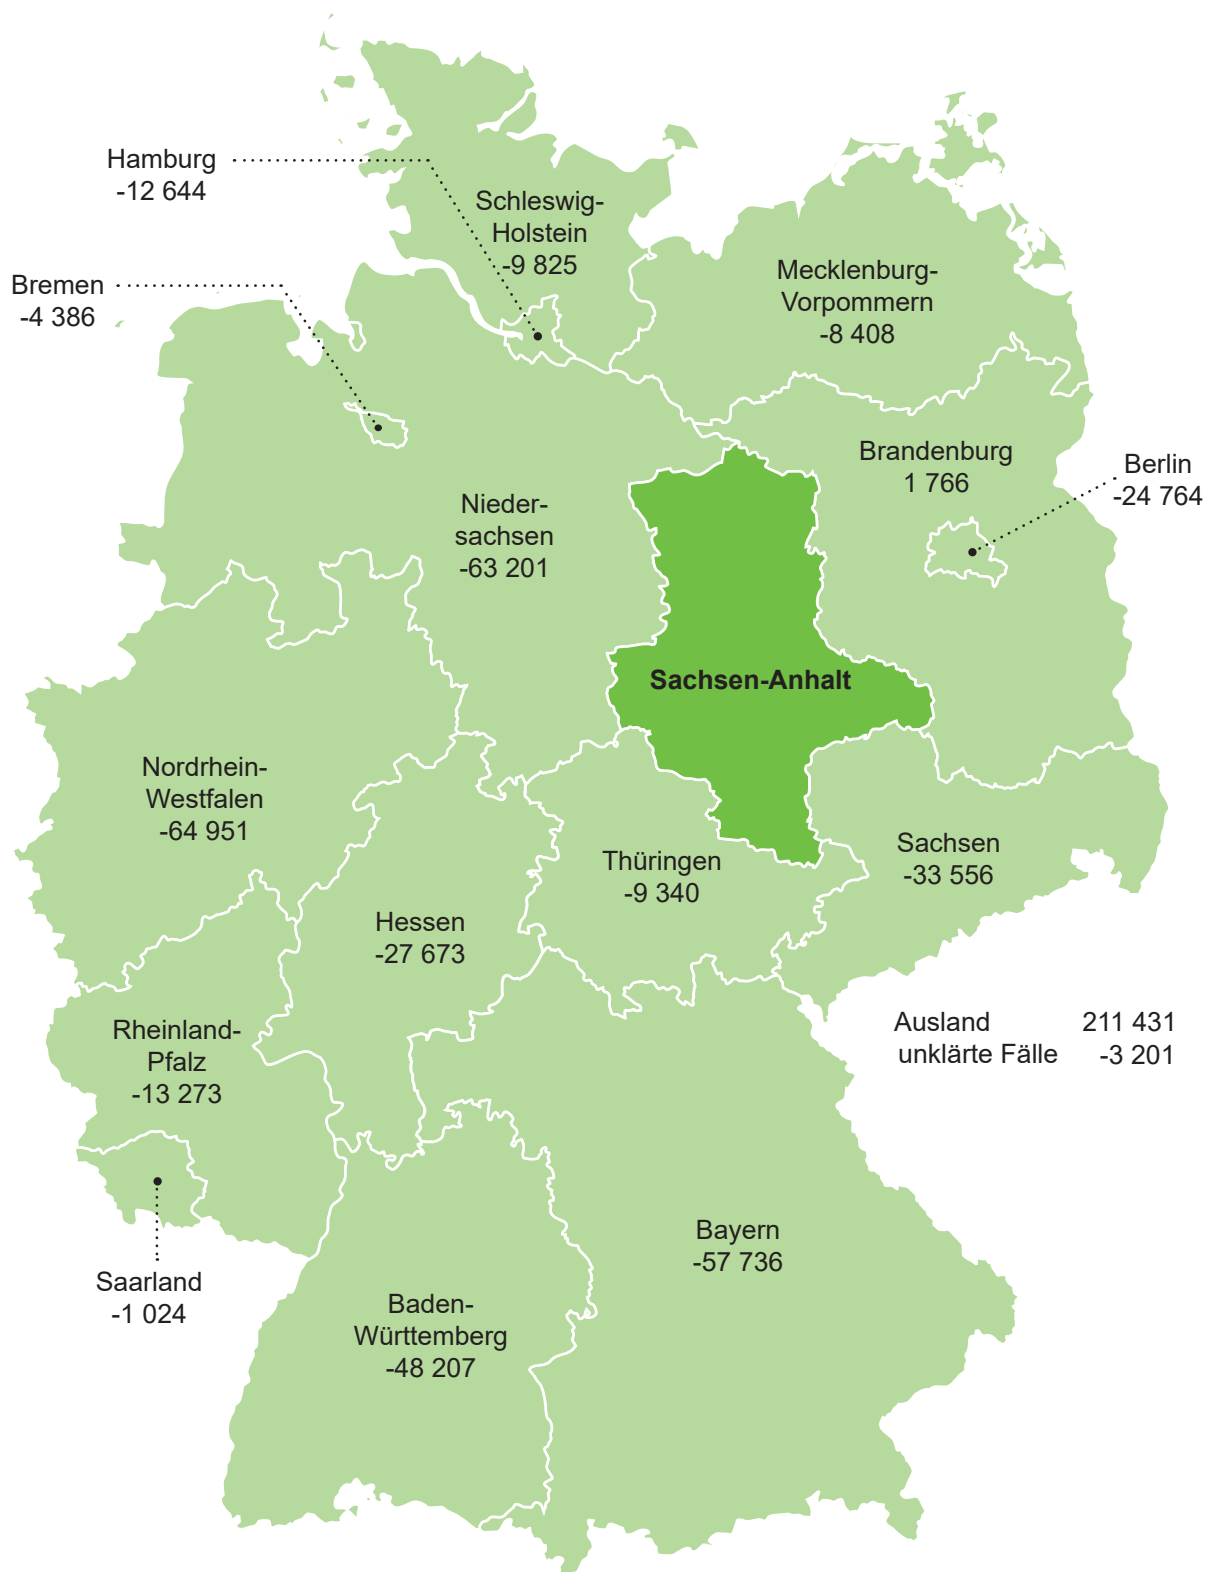 Hamburg
-12 644
Schleswig-
Holstein
-9 825
Bremen
-4 386
Mecklenburg-
Vorpommern
-8 408
Brandenburg
1 766
Berlin
-24 764
Nieder-
sachsen
-63 201
Sachsen-Anhalt
Nordrhein-
Westfalen
-64 951
Sachsen
-33 556
Thüringen
-9 340
Hessen
-27 673
Ausland 211 431
unklärte Fälle -3 201
Rheinland-
Pfalz
-13 273
Bayern
-57 736
Saarland
-1 024
Baden-
Württemberg
-48 207